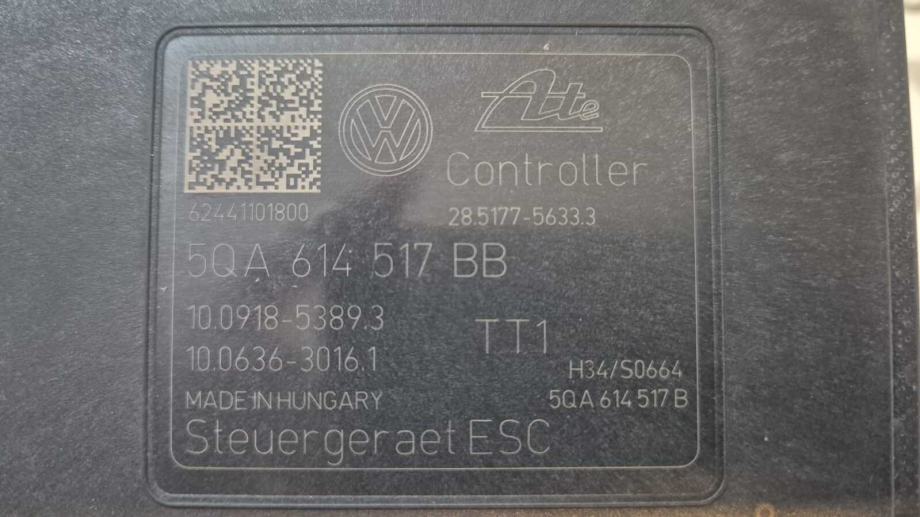 Ate
Controller
62441101800
28.5177-5633.3
5QA 614 517 BB
10.0918-5389.3
TT1
10.0636-3016.1
H34/S0664
MADE IN HUNGARY
5QA 614 517 B
Steuergeraet ESC